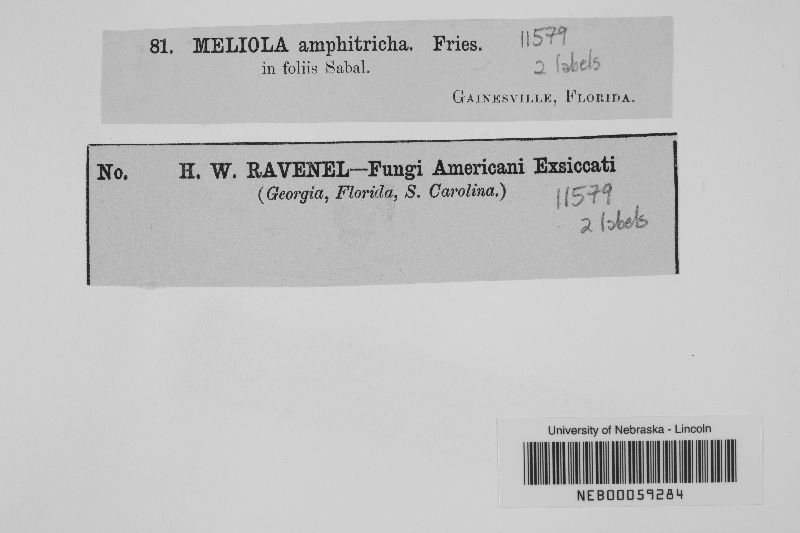 81. MELIOLA amphitricha. Fries. 11579
in foliis Sabal. 2 labels
GAINESVILLE, FLORIDA.
No. H. W. RAVENEL—Fungi Americani Exsiccati
(Georgia, Florida, S. Carolina.) 11579
2 labels
University of Nebraska - Lincoln
NEB00059284